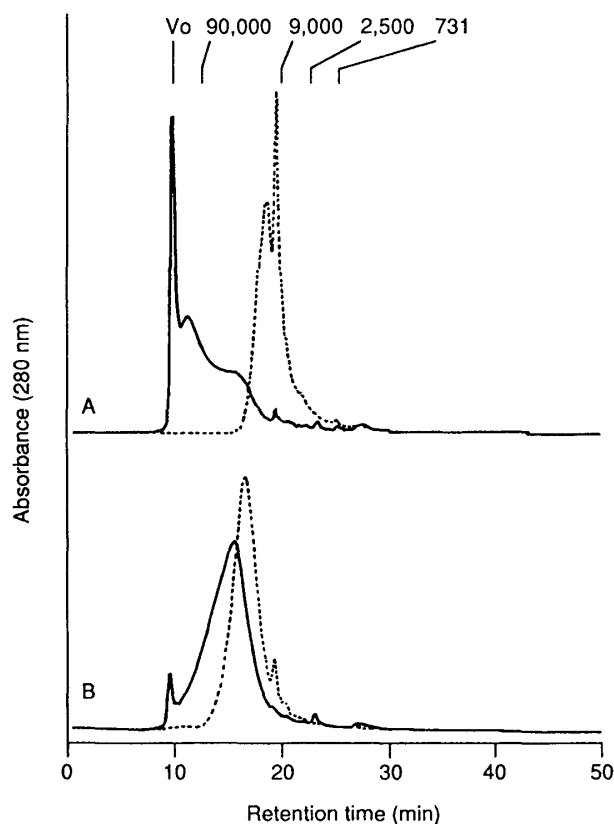 Vo 90,000 9,000 2,500 731
Absorbance (280 nm)
A
B
0 10 20 30 40 50
Retention time (min)